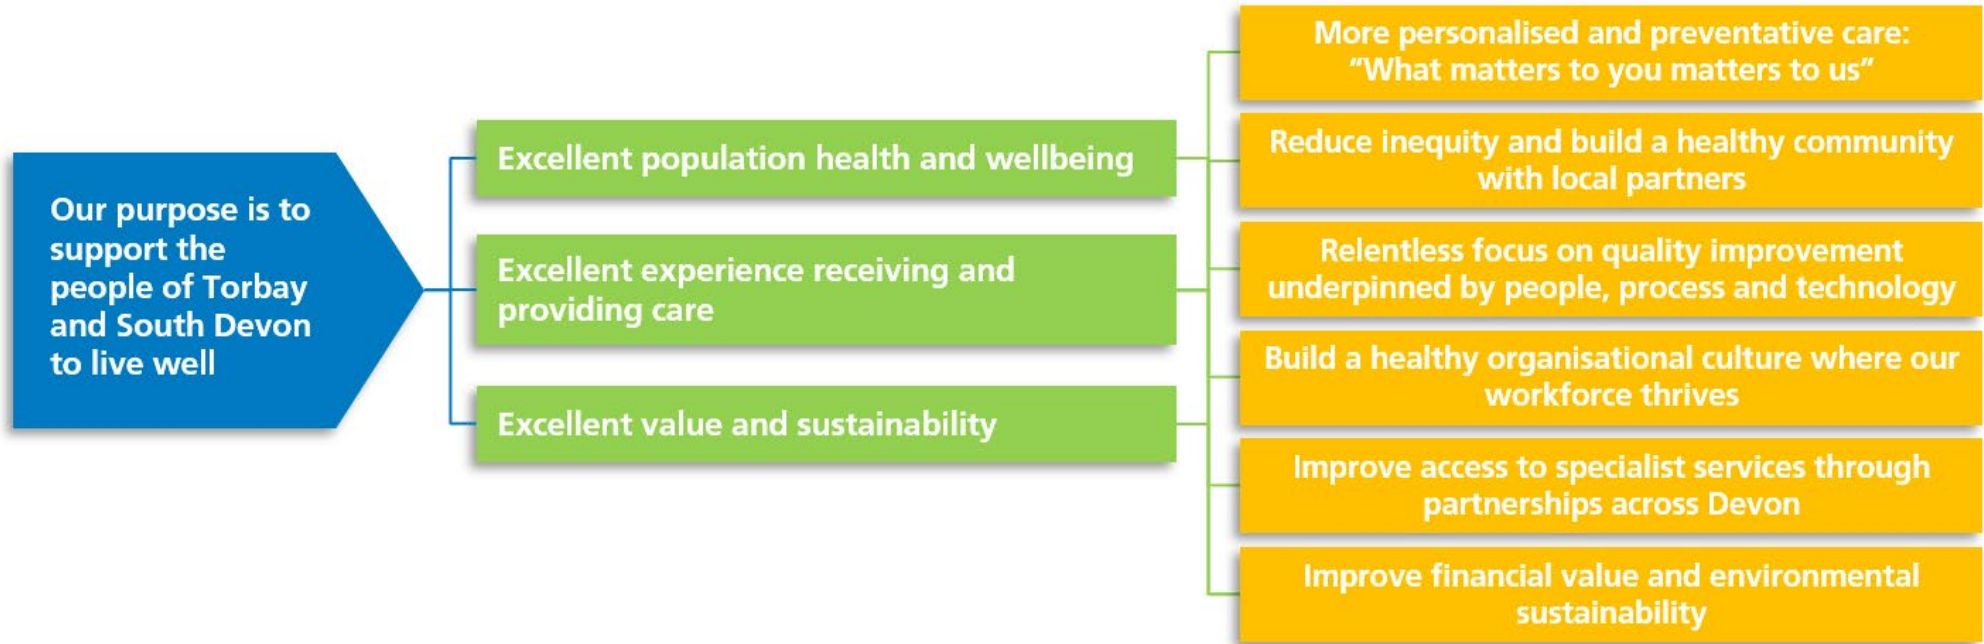 Our purpose is to
support the
people of Torbay
and South Devon
to live well
Excellent population health and wellbeing
Excellent experience receiving and
providing care
Excellent value and sustainability
More personalised and preventative care:
“What matters to you matters to us”
Reduce inequity and build a healthy community
with local partners
Relentless focus on quality improvement
underpinned by people, process and technology
Build a healthy organisational culture where our
workforce thrives
Improve access to specialist services through
partnerships across Devon
Improve financial value and environmental
sustainability